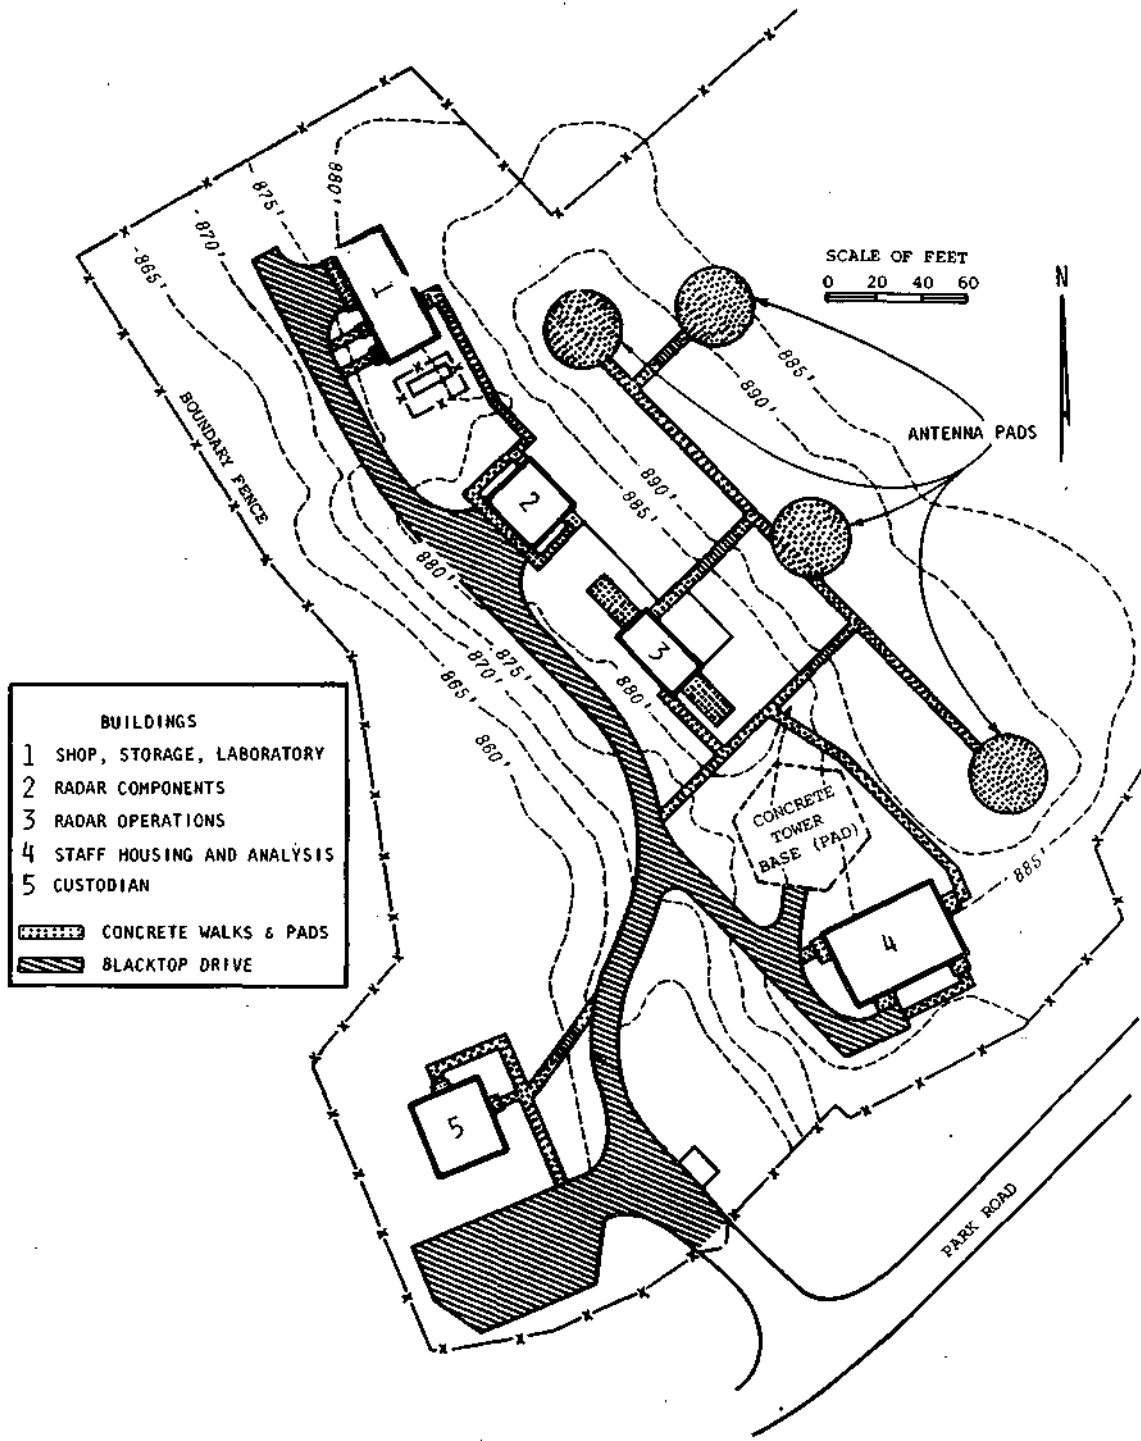 SCALE OF FEET
0 20 40 60
N
880'
875'
870'
865'
1
885'
890'
ANTENNA PADS
BOUNDARY FENCE
890'
885'
2
880'
3
875'
870'
865'
880'
860'
BUILDINGS
1 SHOP, STORAGE, LABORATORY
2 RADAR COMPONENTS
3 RADAR OPERATIONS
4 STAFF HOUSING AND ANALYSIS
5 CUSTODIAN
CONCRETE WALKS & PADS
BLACKTOP DRIVE
CONCRETE
TOWER
BASE (PAD)
885'
4
5
PARK ROAD